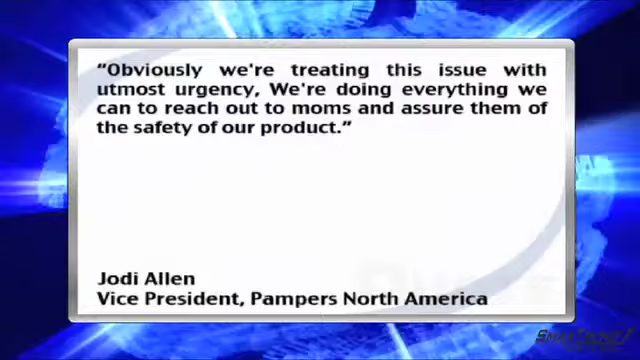 “Obviously we're treating this issue with
utmost urgency, We're doing everything we
can to reach out to moms and assure them of
the safety of our product.”
Jodi Allen
Vice President, Pampers North America